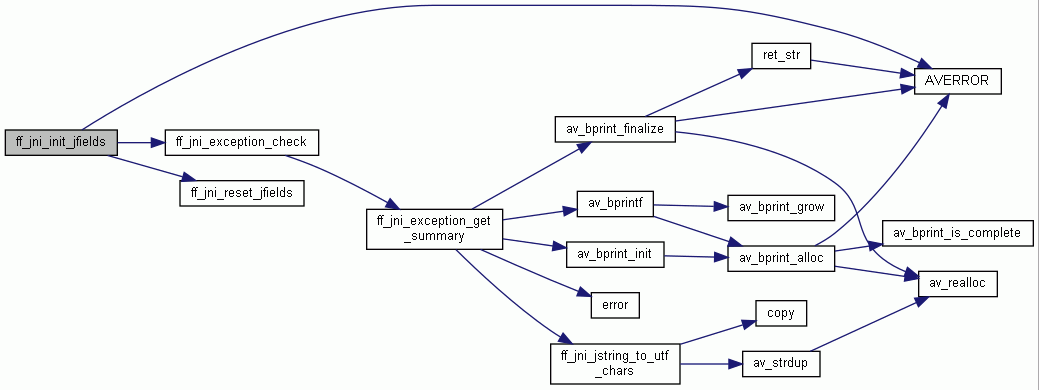 ret_str
AVERROR
av_bprint_finalize
ff_jni_init_jfields
ff_jni_exception_check
ff_jni_reset_jfields
av_bprintf
av_bprint_grow
ff_jni_exception_get
_summary
av_bprint_is_complete
av_bprint_init
av_bprint_alloc
av_realloc
error
copy
ff_jni_jstring_to_utf
_chars
av_strdup